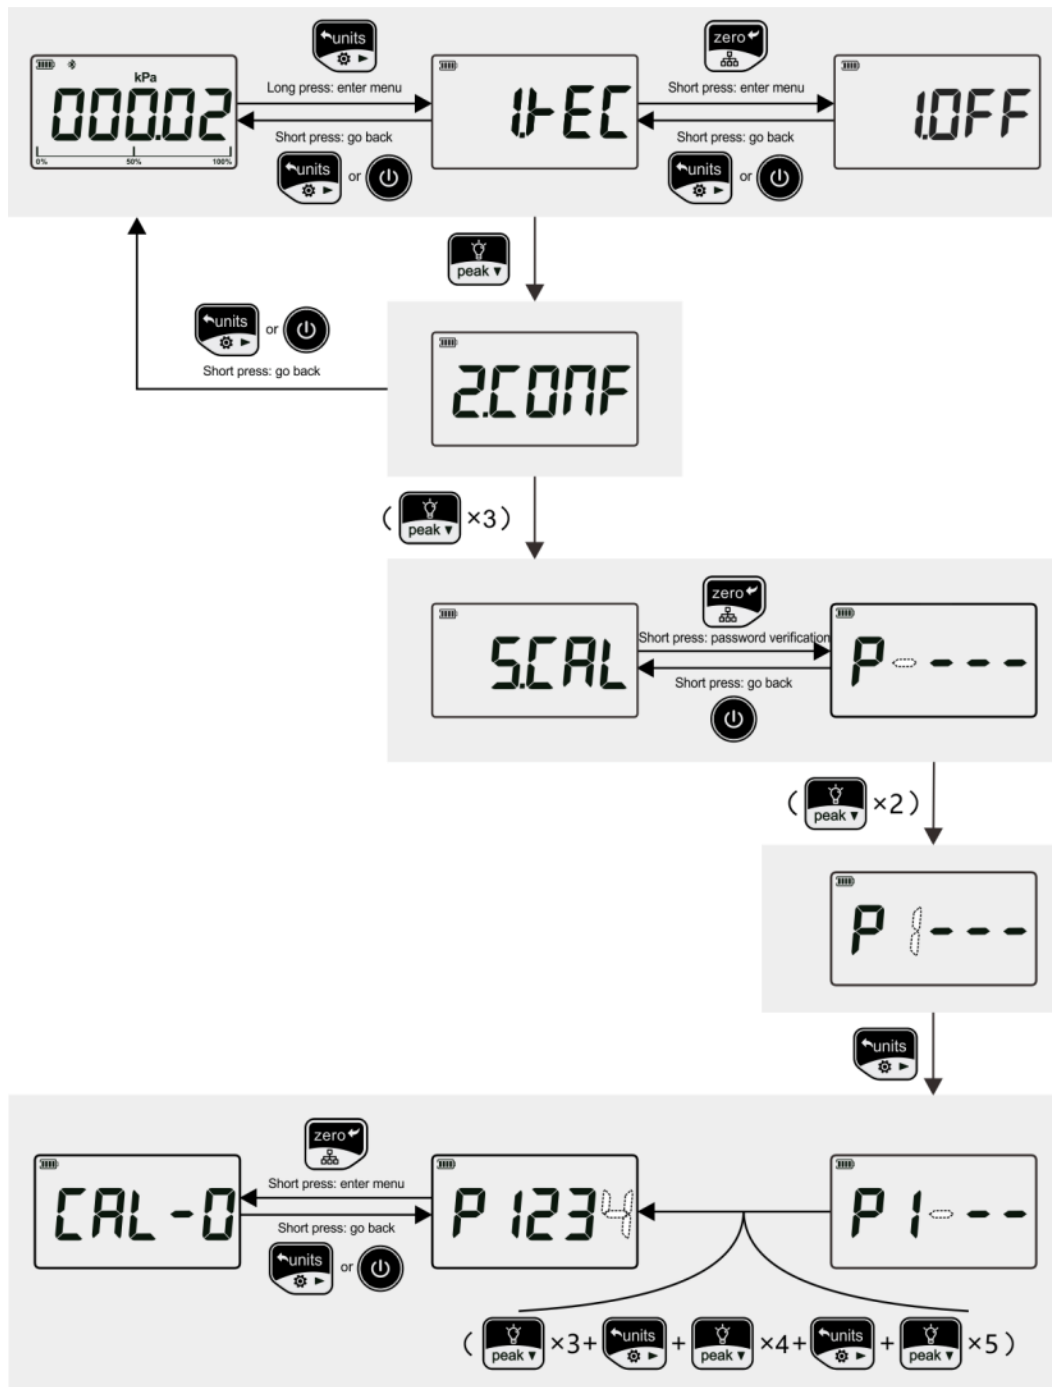 units
zero
Long press: enter menu
Short press: enter menu
kPa
000.02
0% 50% 100%
1.rEC
1.OFF
Short press: go back
Short press: go back
units or
units or
peak
units or
Short press: go back
2.CONF
( peak ×3)
zero
Short press: password verification
5.CAL
P----
Short press: go back
( peak ×2)
P1---
units
zero
Short press: enter menu
CAL-0
P1234
P1---
Short press: go back
units or
( peak ×3+ units + peak ×4+ units + peak ×5)